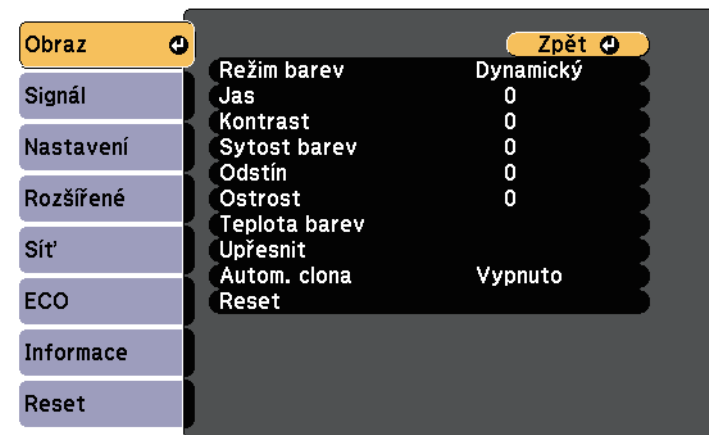 Obraz
Signál
Nastavení
Rozšířené
Síť
ECO
Informace
Reset
Zpět
Režim barev Dynamický
Jas 0
Kontrast 0
Sytost barev 0
Odstín 0
Ostrost 0
Teplota barev
Upřesnit
Autom. clona Vypnuto
Reset